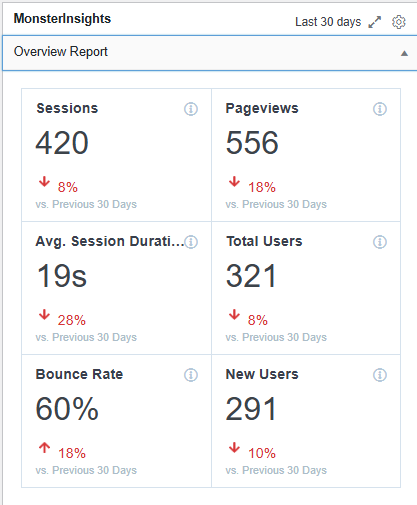 MonsterInsights
Last 30 days
Overview Report
Sessions
Pageviews
420
556
8%
18%
vs. Previous 30 Days
vs. Previous 30 Days
Avg. Session Durati...
Total Users
19s
321
28%
8%
vs. Previous 30 Days
vs. Previous 30 Days
Bounce Rate
New Users
60%
291
18%
10%
vs. Previous 30 Days
vs. Previous 30 Days